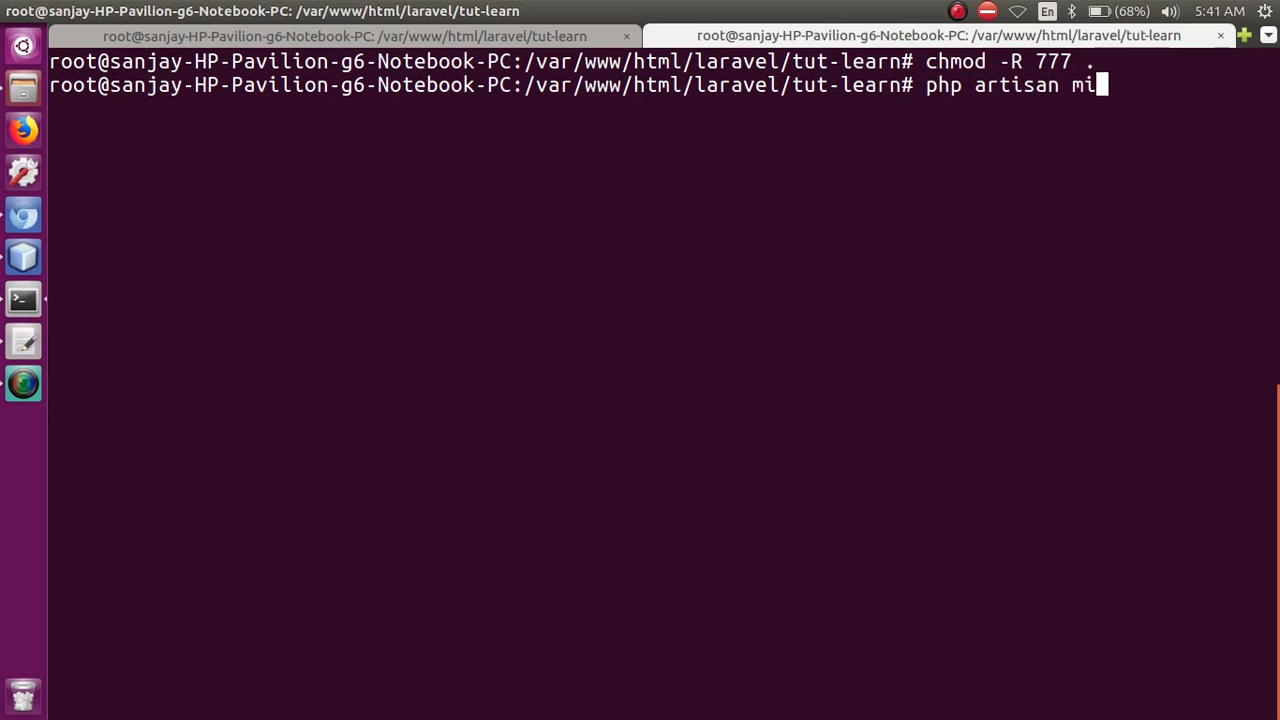 root@sanjay-HP-Pavilion-g6-Notebook-PC: /var/www/html/laravel/tut-learn
En
(68%)
5:41 AM
root@sanjay-HP-Pavilion-g6-Notebook-PC: /var/www/html/laravel/tut-learn ×
root@sanjay-HP-Pavilion-g6-Notebook-PC: /var/www/html/laravel/tut-learn ×
root@sanjay-HP-Pavilion-g6-Notebook-PC:/var/www/html/laravel/tut-learn# chmod -R 777 .
root@sanjay-HP-Pavilion-g6-Notebook-PC:/var/www/html/laravel/tut-learn# php artisan mi